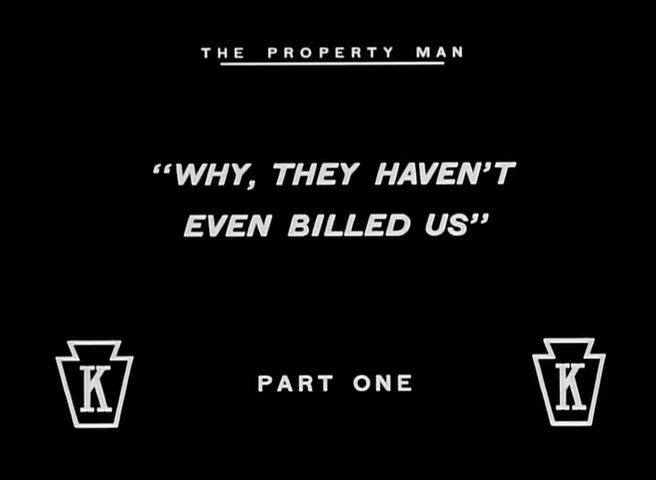 THE PROPERTY MAN
"WHY, THEY HAVEN'T
EVEN BILLED US"
K
PART ONE
K